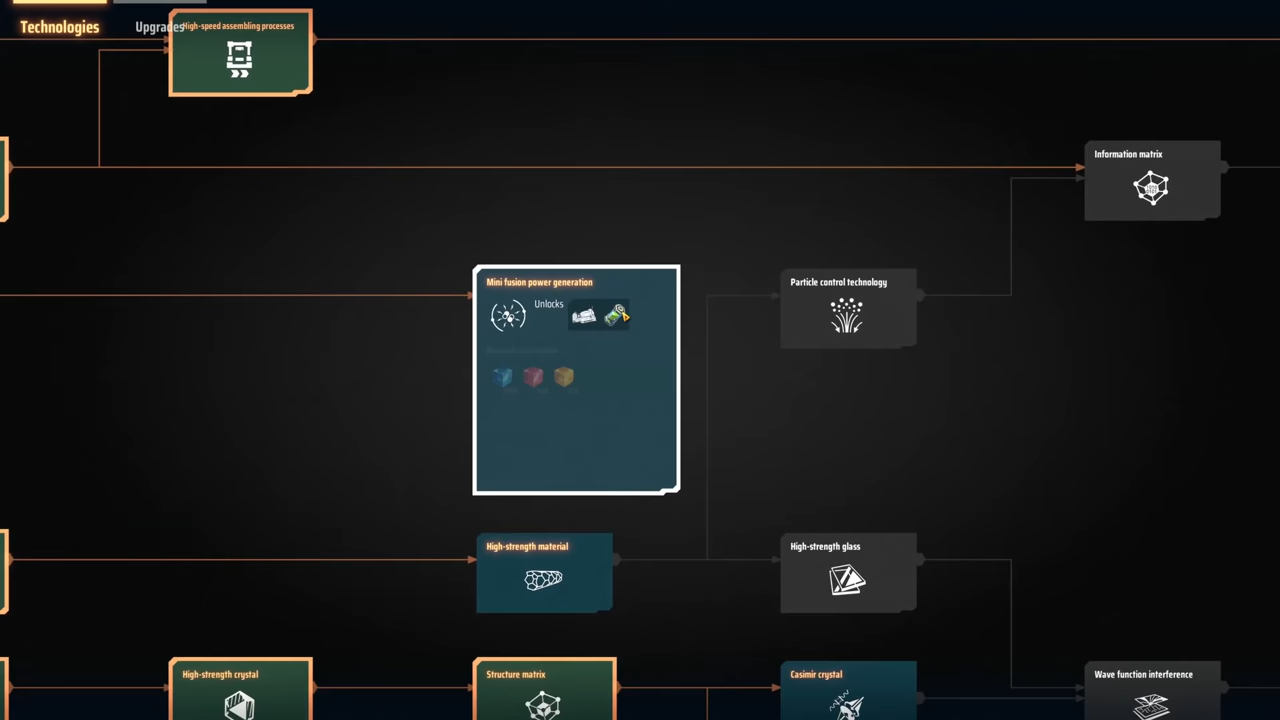 Technologies
Upgrades
High-speed assembling processes
Information matrix
Mini fusion power generation
Unlocks
Particle control technology
High-strength material
High-strength glass
High-strength crystal
Structure matrix
Casimir crystal
Wave function interference